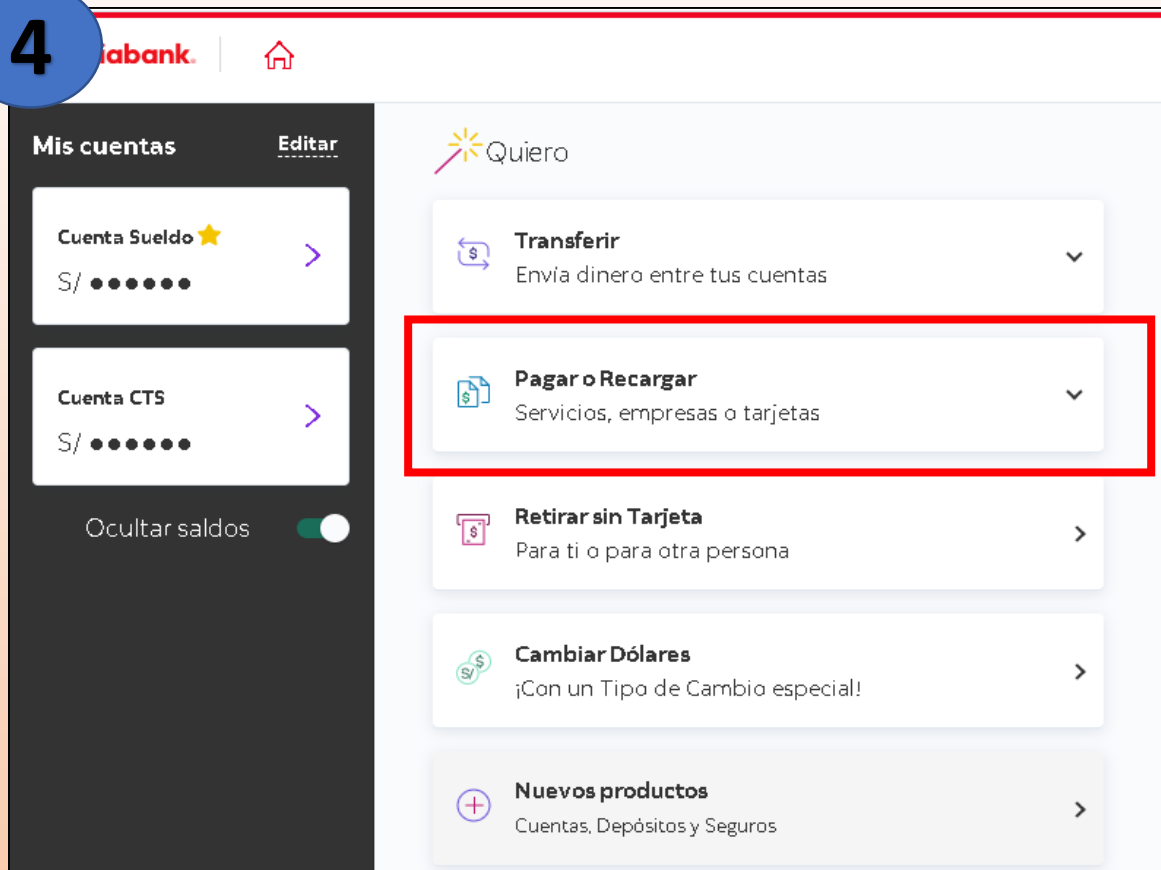 4
iabank.
Mis cuentas Editar
Cuenta Sueldo
S/ ●●●●●●
Cuenta CTS
S/ ●●●●●●
Ocultar saldos
Quiero
Transferir
Envía dinero entre tus cuentas
Pagar o Recargar
Servicios, empresas o tarjetas
Retirar sin Tarjeta
Para ti o para otra persona
Cambiar Dólares
¡Con un Tipo de Cambio especial!
Nuevos productos
Cuentas, Depósitos y Seguros